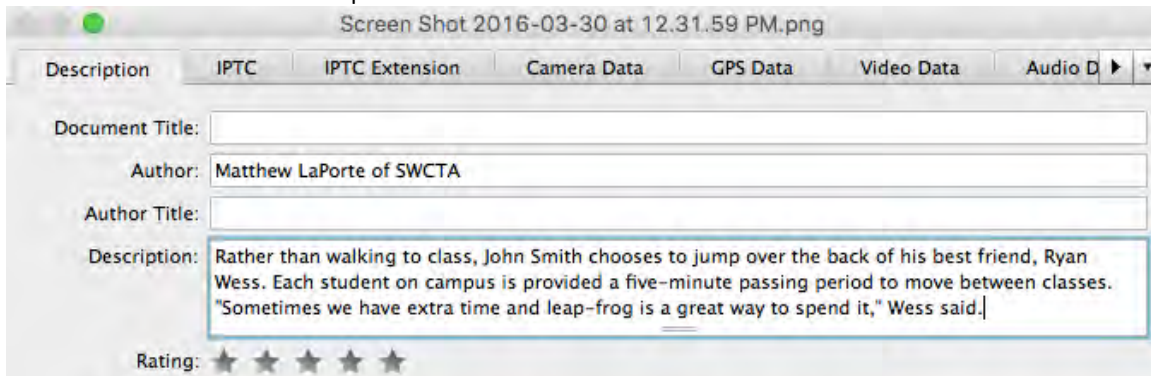 Screen Shot 2016-03-30 at 12.31.59 PM.png
Description IPTC IPTC Extension Camera Data GPS Data Video Data Audio D
Document Title:
Author: Matthew LaPorte of SWCTA
Author Title:
Description: Rather than walking to class, John Smith chooses to jump over the back of his best friend, Ryan
Wess. Each student on campus is provided a five-minute passing period to move between classes.
"Sometimes we have extra time and leap-frog is a great way to spend it," Wess said.
Rating: